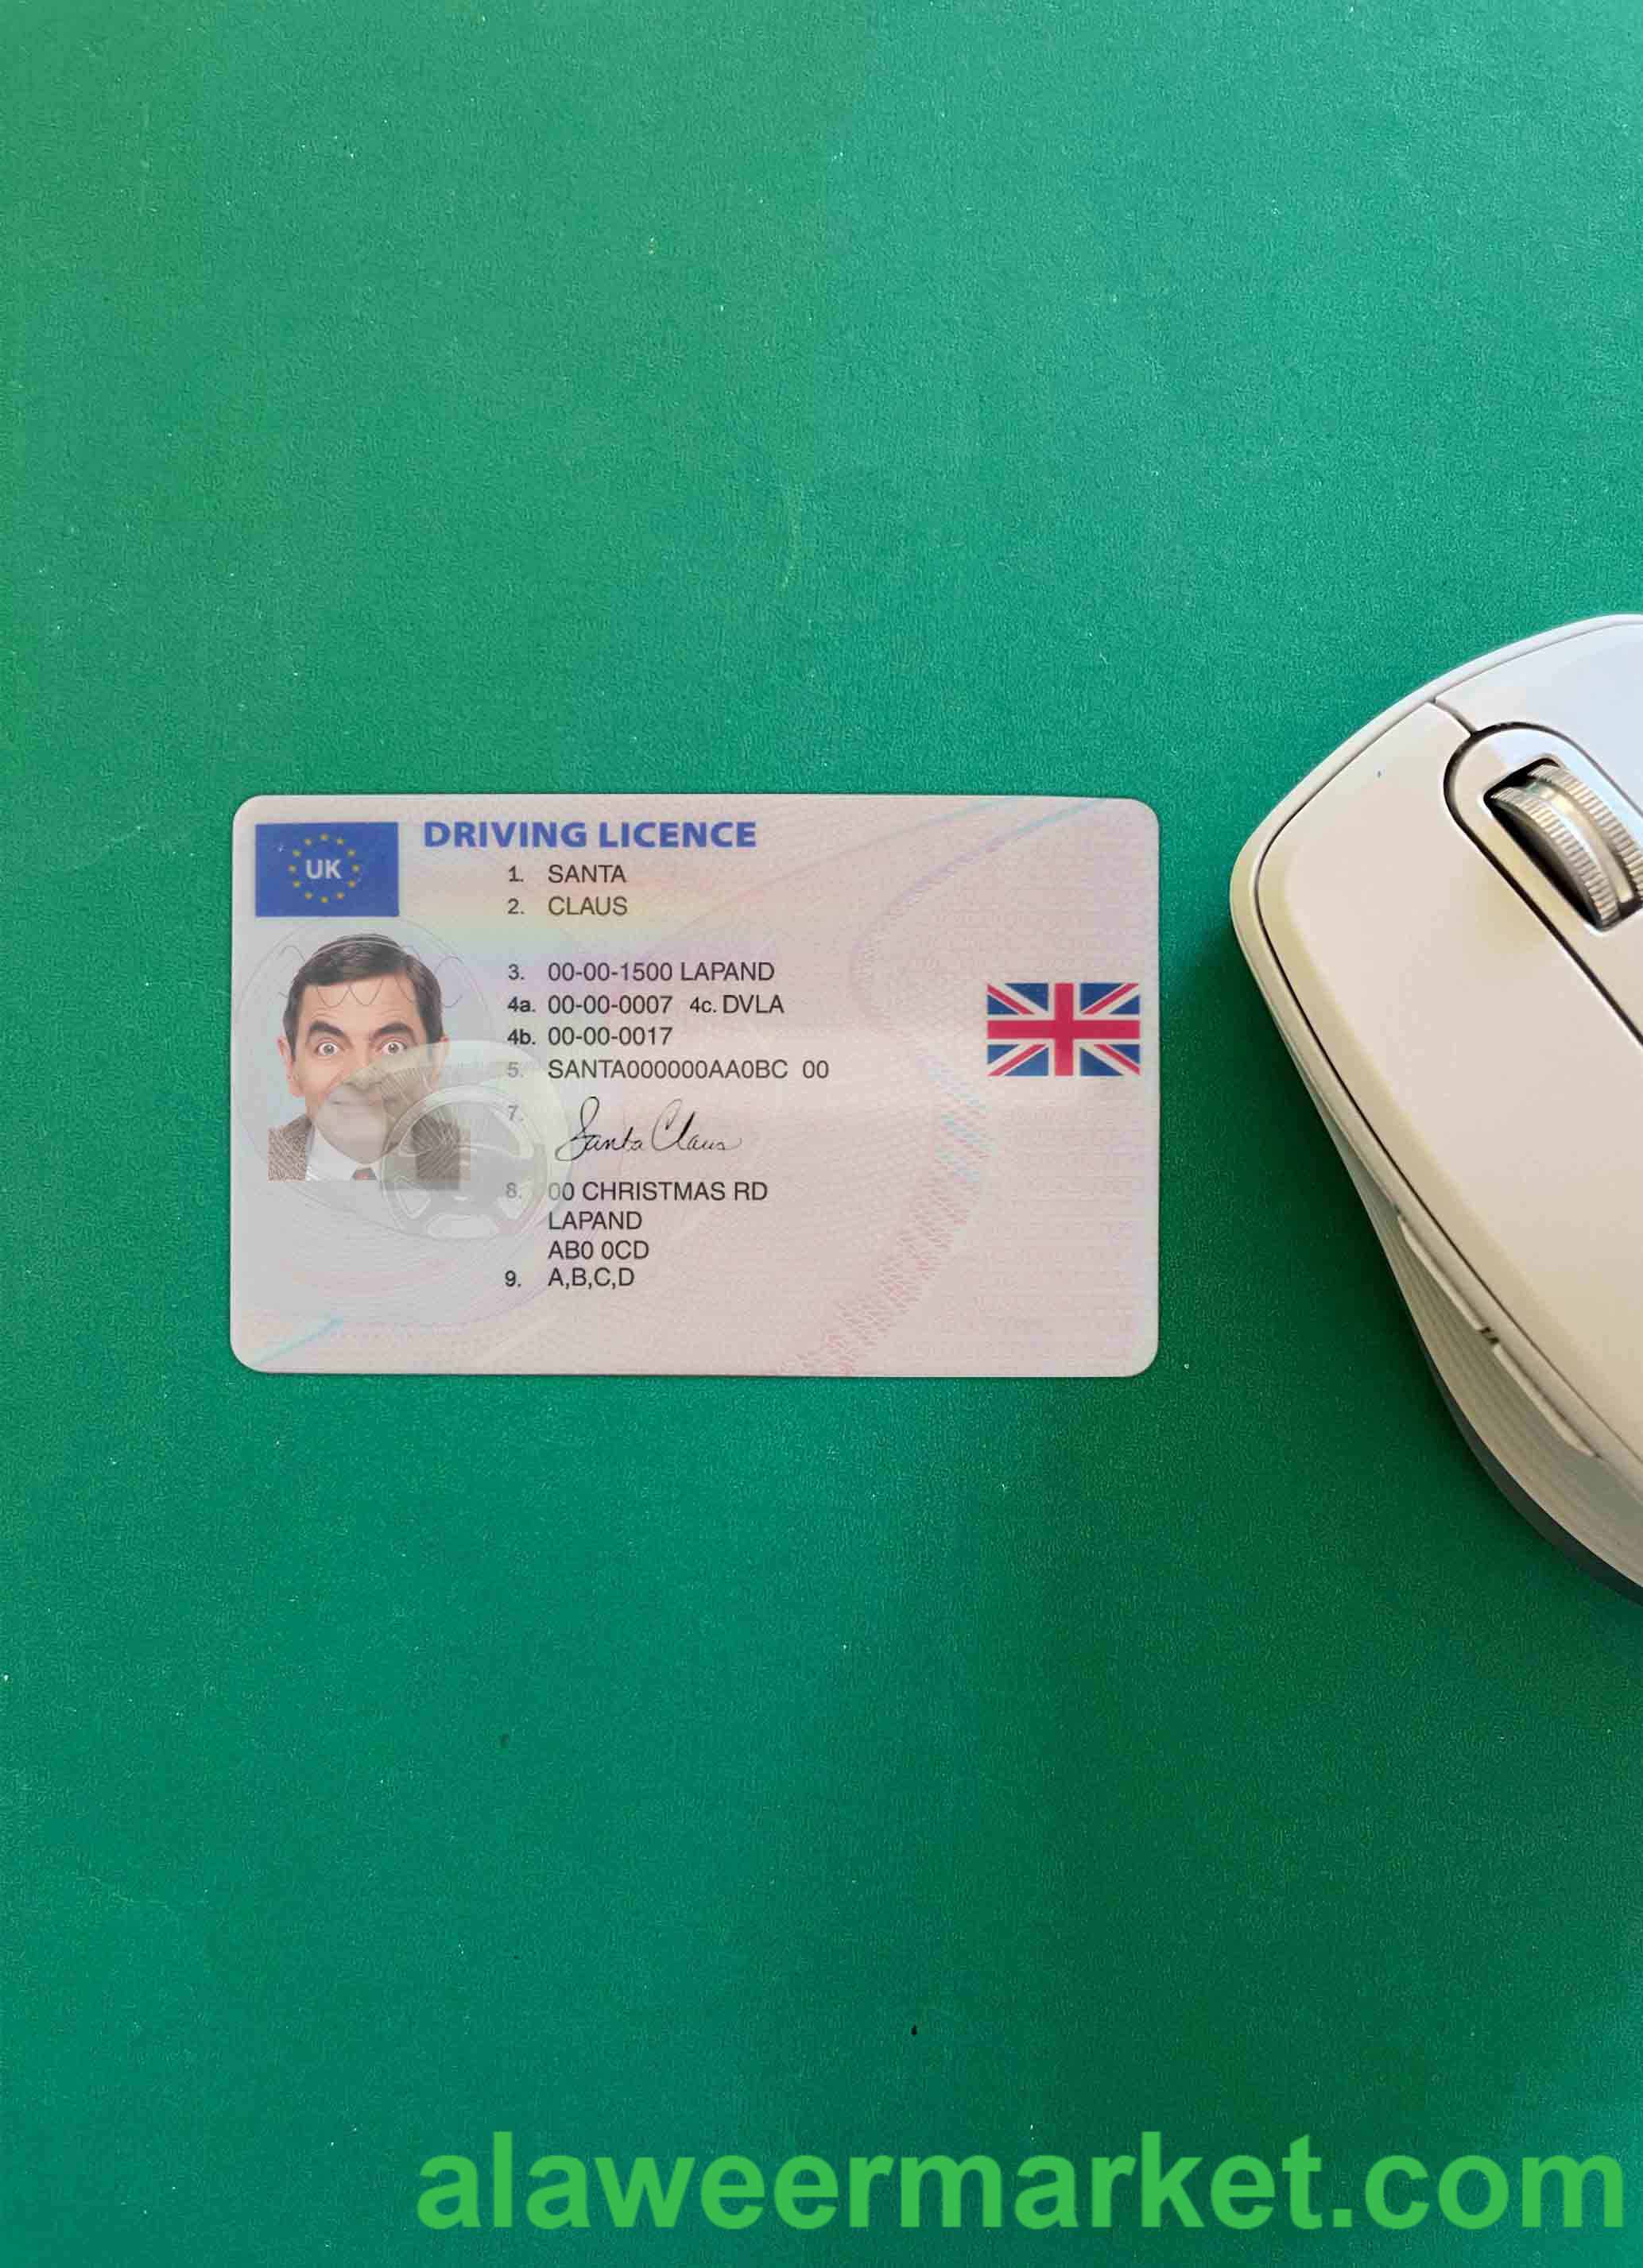 UK
DRIVING LICENCE
1. SANTA
2. CLAUS
3. 00-00-1500 LAPAND
4a. 00-00-0007 4c. DVLA
4b. 00-00-0017
5. SANTA000000AA0BC 00
7. Santa Claus
8. 00 CHRISTMAS RD
LAPAND
AB0 0CD
9. A,B,C,D
alaweermarket.com